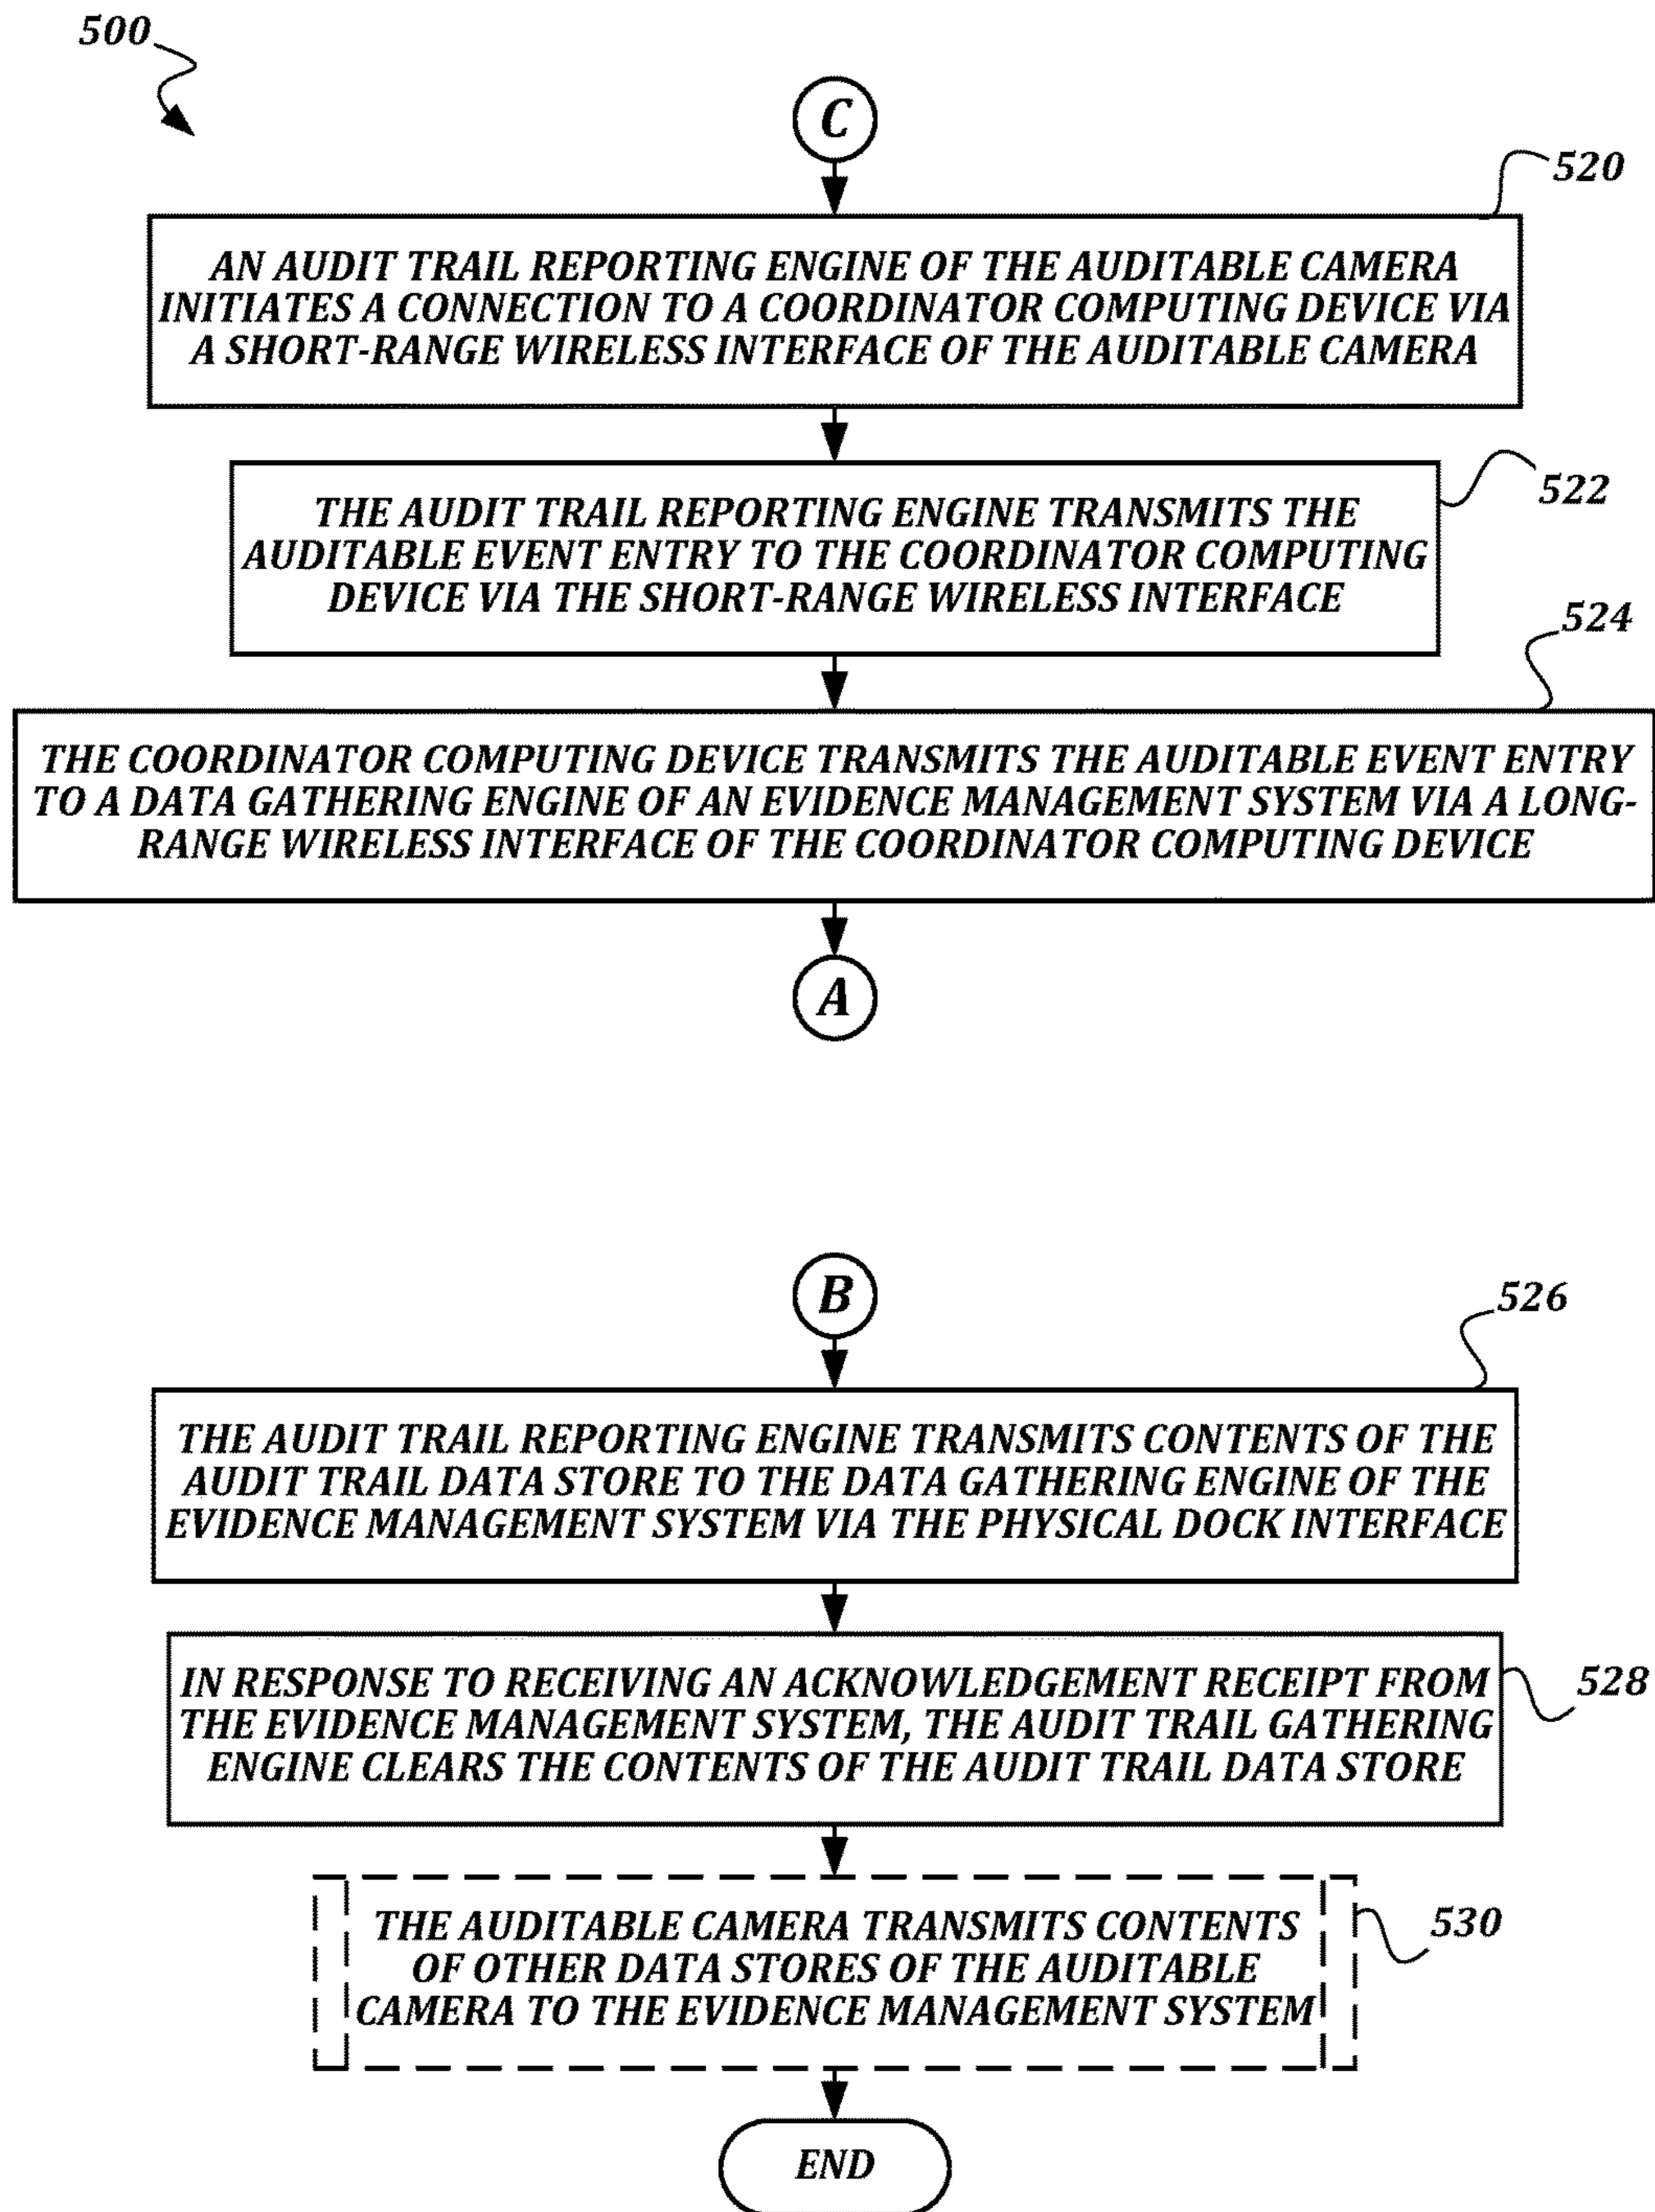 500
C
520
AN AUDIT TRAIL REPORTING ENGINE OF THE AUDITABLE CAMERA
INITIATES A CONNECTION TO A COORDINATOR COMPUTING DEVICE VIA
A SHORT-RANGE WIRELESS INTERFACE OF THE AUDITABLE CAMERA
522
THE AUDIT TRAIL REPORTING ENGINE TRANSMITS THE
AUDITABLE EVENT ENTRY TO THE COORDINATOR COMPUTING
DEVICE VIA THE SHORT-RANGE WIRELESS INTERFACE
524
THE COORDINATOR COMPUTING DEVICE TRANSMITS THE AUDITABLE EVENT ENTRY
TO A DATA GATHERING ENGINE OF AN EVIDENCE MANAGEMENT SYSTEM VIA A LONG-
RANGE WIRELESS INTERFACE OF THE COORDINATOR COMPUTING DEVICE
A
B
526
THE AUDIT TRAIL REPORTING ENGINE TRANSMITS CONTENTS OF THE
AUDIT TRAIL DATA STORE TO THE DATA GATHERING ENGINE OF THE
EVIDENCE MANAGEMENT SYSTEM VIA THE PHYSICAL DOCK INTERFACE
528
IN RESPONSE TO RECEIVING AN ACKNOWLEDGEMENT RECEIPT FROM
THE EVIDENCE MANAGEMENT SYSTEM, THE AUDIT TRAIL GATHERING
ENGINE CLEARS THE CONTENTS OF THE AUDIT TRAIL DATA STORE
530
THE AUDITABLE CAMERA TRANSMITS CONTENTS
OF OTHER DATA STORES OF THE AUDITABLE
CAMERA TO THE EVIDENCE MANAGEMENT SYSTEM
END